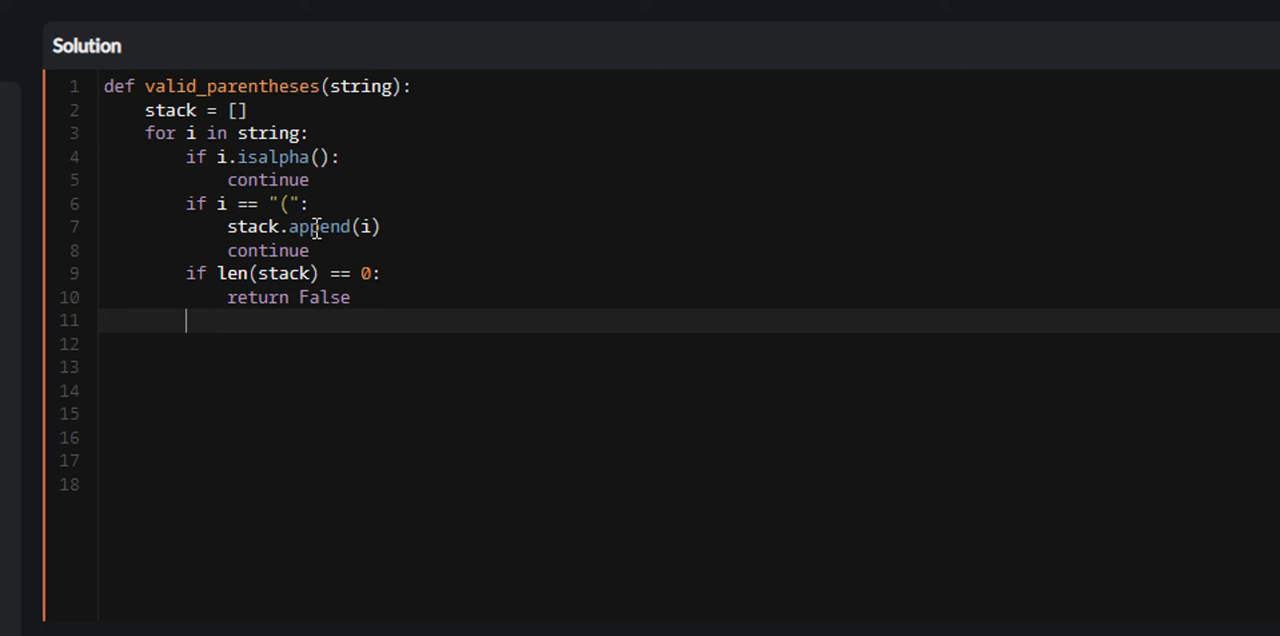 Solution
1 def valid_parentheses(string):
2 stack = []
3 for i in string:
4 if i.isalpha():
5 continue
6 if i == "(":
7 stack.append(i)
8 continue
9 if len(stack) == 0:
10 return False
11
12
13
14
15
16
17
18